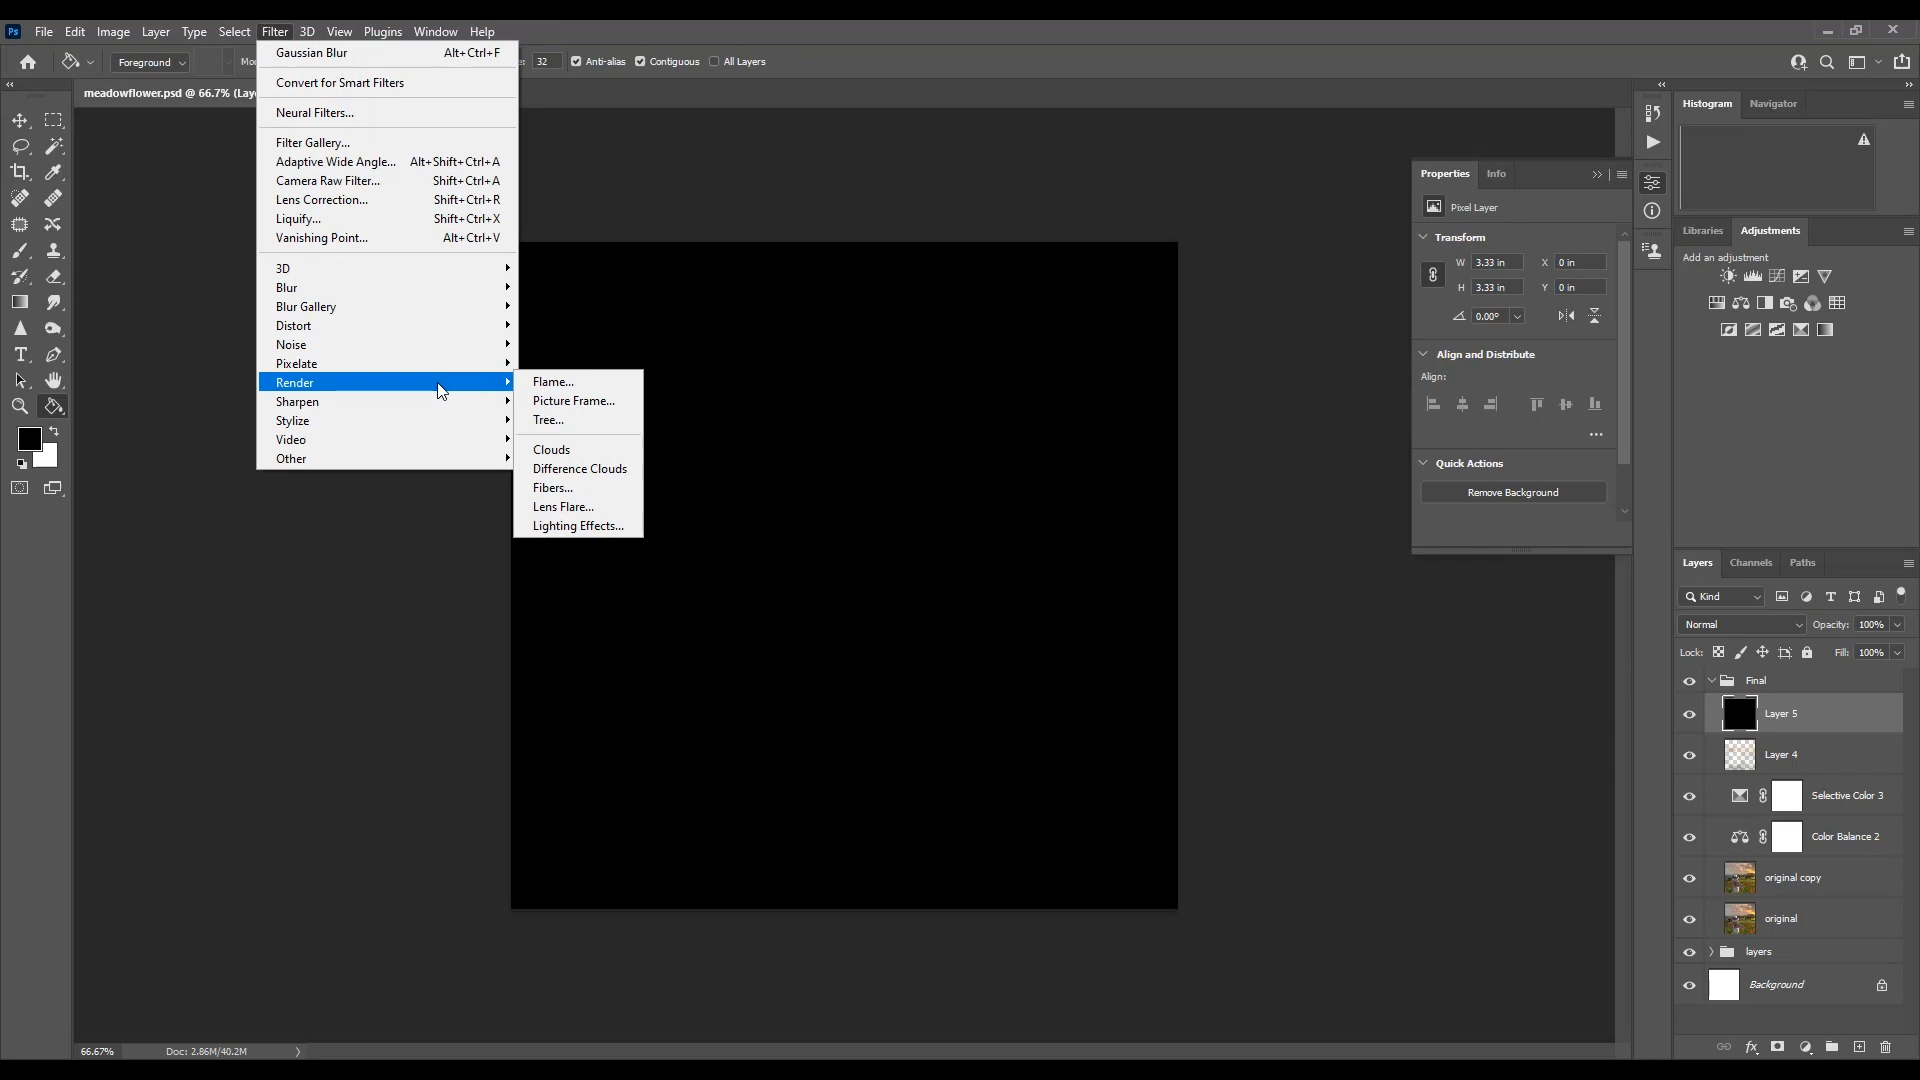 Ps File Edit Image Layer Type Select Filter 3D View Plugins Window Help
Foreground Mo 32 Anti-alias Contiguous All Layers
meadowflower.psd @ 66.7% (Lay
Gaussian Blur Alt+Ctrl+F
Convert for Smart Filters
Neural Filters...
Filter Gallery...
Adaptive Wide Angle... Alt+Shift+Ctrl+A
Camera Raw Filter... Shift+Ctrl+A
Lens Correction... Shift+Ctrl+R
Liquify... Shift+Ctrl+X
Vanishing Point... Alt+Ctrl+V
3D
Blur
Blur Gallery
Distort
Noise
Pixelate
Render
Sharpen
Stylize
Video
Other
Flame...
Picture Frame...
Tree...
Clouds
Difference Clouds
Fibers...
Lens Flare...
Lighting Effects...
Properties Info
Pixel Layer
Transform
W 3.33 in X 0 in
H 3.33 in Y 0 in
0.00°
Align and Distribute
Align:
Quick Actions
Remove Background
Histogram Navigator
Libraries Adjustments
Add an adjustment
Layers Channels Paths
Kind
Normal Opacity: 100%
Lock: Fill: 100%
Final
Layer 5
Layer 4
Selective Color 3
Color Balance 2
original copy
original
layers
Background
66.67% Doc: 2.86M/40.2M